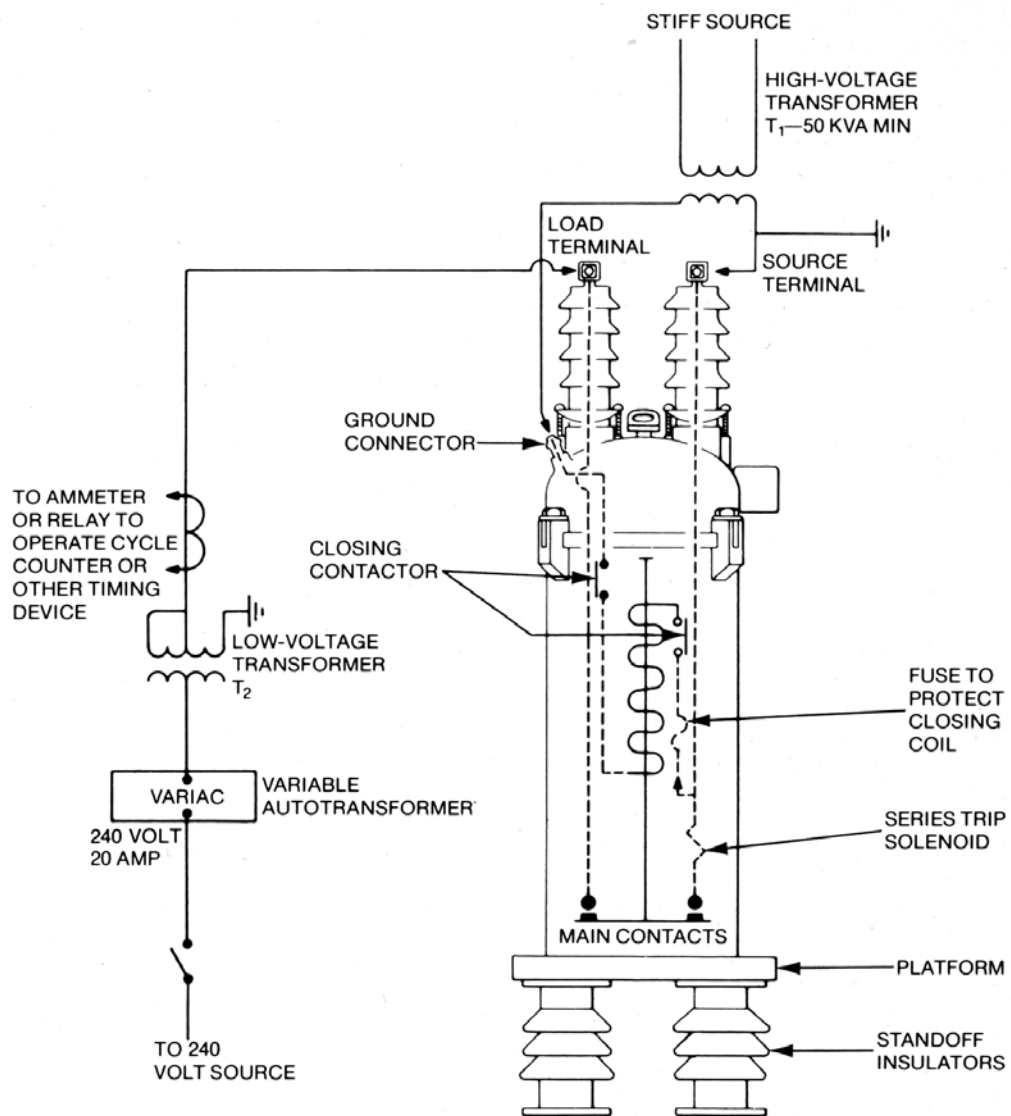 STIFF SOURCE
HIGH-VOLTAGE
TRANSFORMER
T₁—50 KVA MIN
LOAD
TERMINAL
SOURCE
TERMINAL
GROUND
CONNECTOR
TO AMMETER
OR RELAY TO
OPERATE CYCLE
COUNTER OR
OTHER TIMING
DEVICE
CLOSING
CONTACTOR
LOW-VOLTAGE
TRANSFORMER
T₂
FUSE TO
PROTECT
CLOSING
COIL
VARIAC
VARIABLE
AUTOTRANSFORMER
240 VOLT
20 AMP
SERIES TRIP
SOLENOID
MAIN CONTACTS
PLATFORM
STANDOFF
INSULATORS
TO 240
VOLT SOURCE